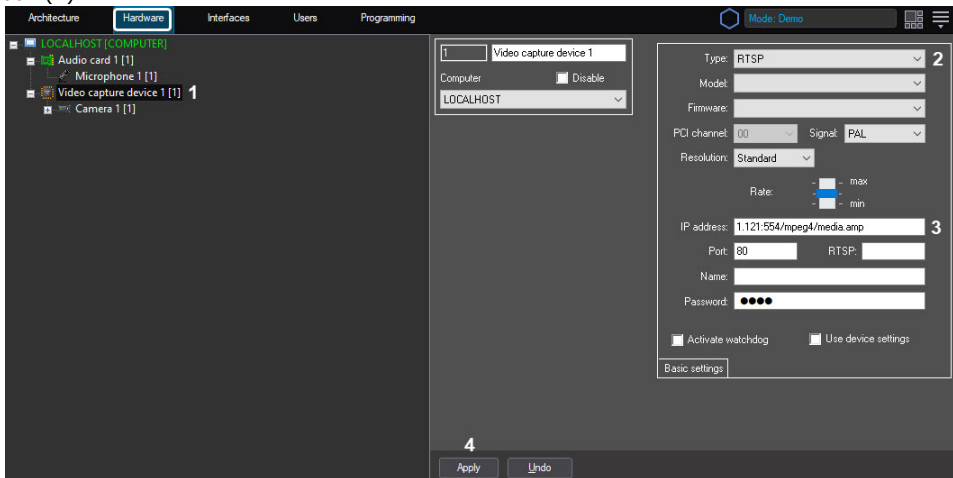 Architecture Hardware Interfaces Users Programming Mode: Demo
LOCALHOST [COMPUTER]
Audio card 1 [1]
Microphone 1 [1]
Video capture device 1 [1] 1
Camera 1 [1]
1 Video capture device 1
Computer Disable
LOCALHOST
Type: RTSP 2
Model:
Firmware:
PCI channel: 00 Signal: PAL
Resolution: Standard
Rate: - - max
- -
- - min
IP address: 1.121:554/mpeg4/media.amp 3
Port: 80 RTSP:
Name:
Password: ●●●●
Activate watchdog Use device settings
Basic settings
4
Apply Undo